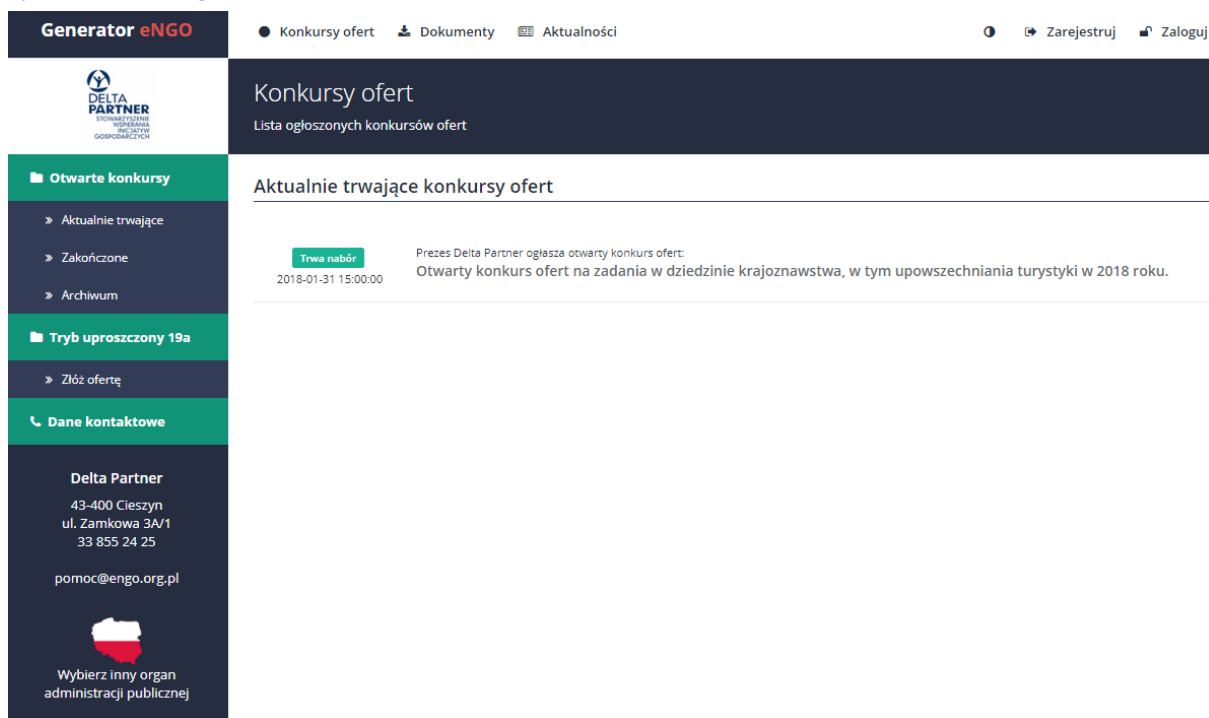 Generator eNGO
Konkursy ofert
Dokumenty
Aktualności
Zarejestruj
Zaloguj
DELTA
PARTNER
STOWARZYSZENIE
WSPIERANIA
INICJATYW
GOSPODARCZYCH
Konkursy ofert
Lista ogłoszonych konkursów ofert
Otwarte konkursy
» Aktualnie trwające
» Zakończone
» Archiwum
Tryb uproszczony 19a
» Złóż ofertę
Dane kontaktowe
Delta Partner
43-400 Cieszyn
ul. Zamkowa 3A/1
33 855 24 25
pomoc@engo.org.pl
Wybierz inny organ
administracji publicznej
Aktualnie trwające konkursy ofert
Trwa nabór
2018-01-31 15:00:00
Prezes Delta Partner ogłasza otwarty konkurs ofert:
Otwarty konkurs ofert na zadania w dziedzinie krajoznawstwa, w tym upowszechniania turystyki w 2018 roku.